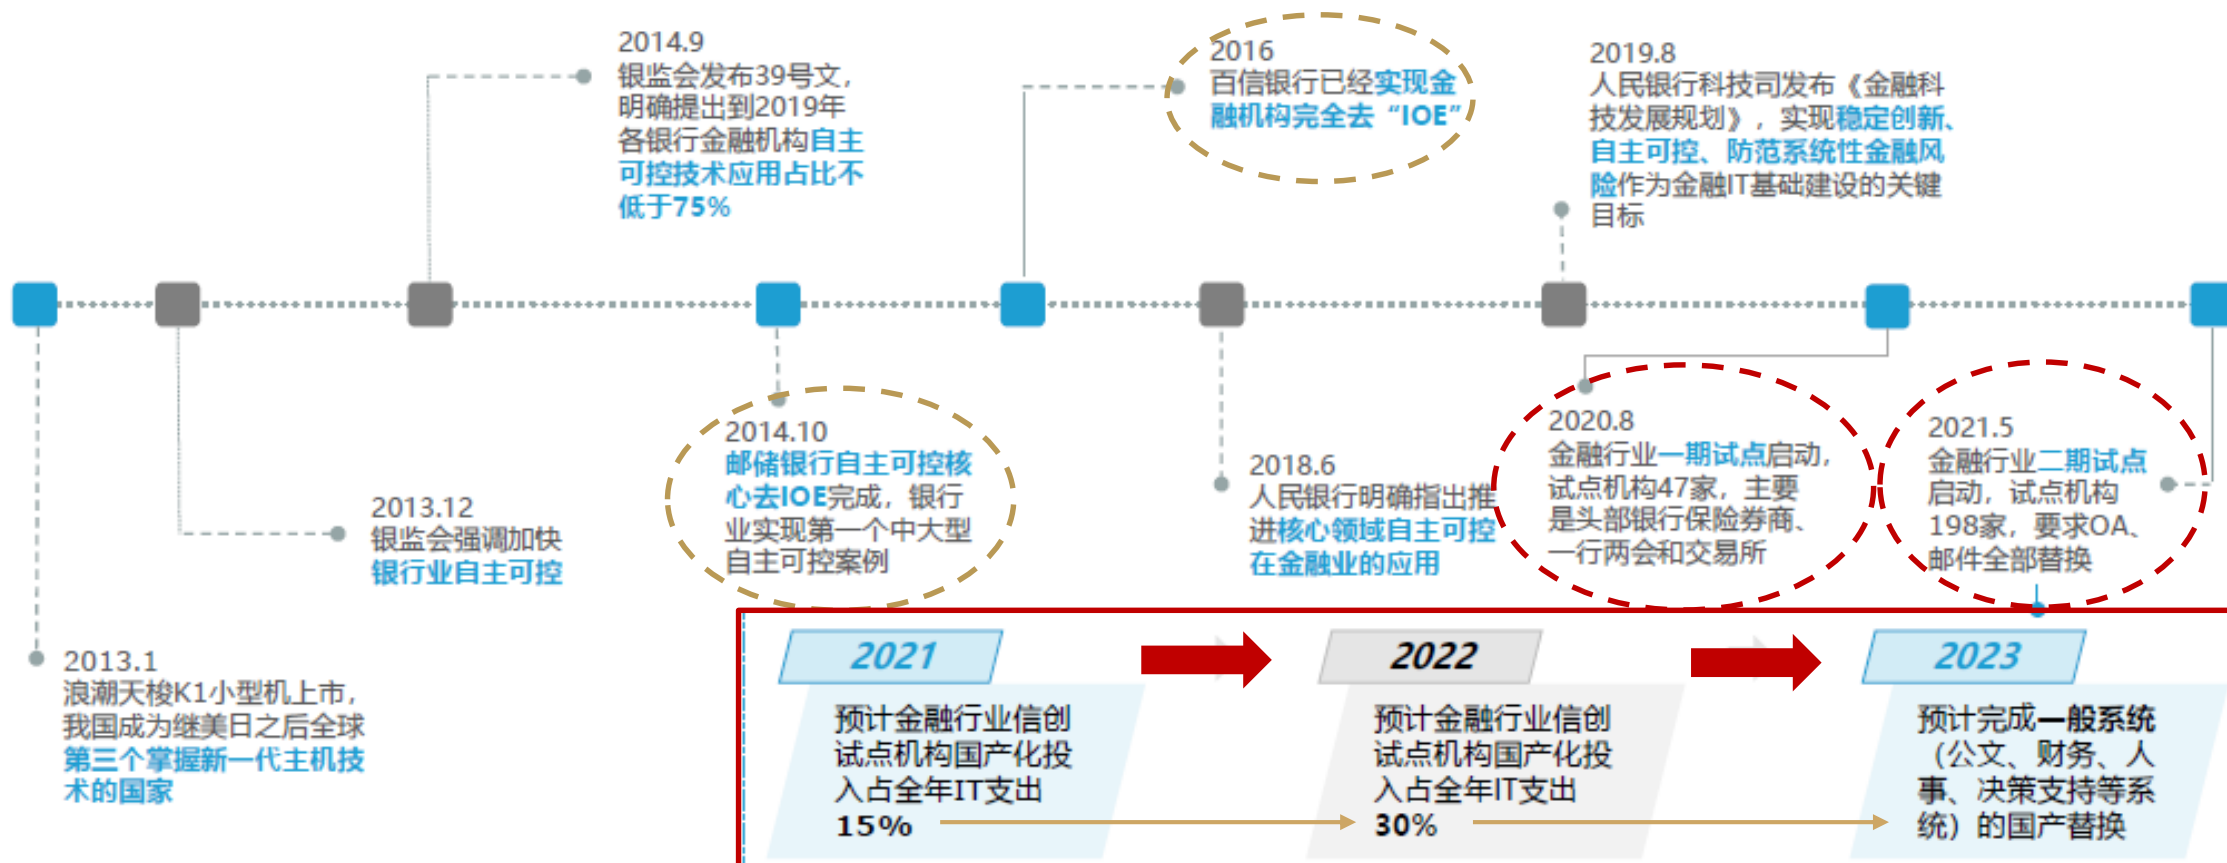 2014.9
银监会发布39号文，
明确提出到2019年
各银行金融机构自主
可控技术应用占比不
低于75%
2016
百信银行已经实现金
融机构完全去“IOE”
2019.8
人民银行科技司发布《金融科
技发展规划》，实现稳定创新、
自主可控、防范系统性金融风
险作为金融IT基础建设的关键
目标
2013.1
浪潮天梭K1小型机上市，
我国成为继美日之后全球
第三个掌握新一代主机技
术的国家
2013.12
银监会强调加快
银行业自主可控
2014.10
邮储银行自主可控核
心去IOE完成，银行
业实现第一个中大型
自主可控案例
2018.6
人民银行明确指出推
进核心领域自主可控
在金融业的应用
2020.8
金融行业一期试点启动，
试点机构47家，主要
是头部银行保险券商、
一行两会和交易所
2021.5
金融行业二期试点
启动，试点机构
198家，要求OA、
邮件全部替换
2021
预计金融行业信创
试点机构国产化投
入占全年IT支出
15%
2022
预计金融行业信创
试点机构国产化投
入占全年IT支出
30%
2023
预计完成一般系统
（公文、财务、人
事、决策支持等系
统）的国产替换